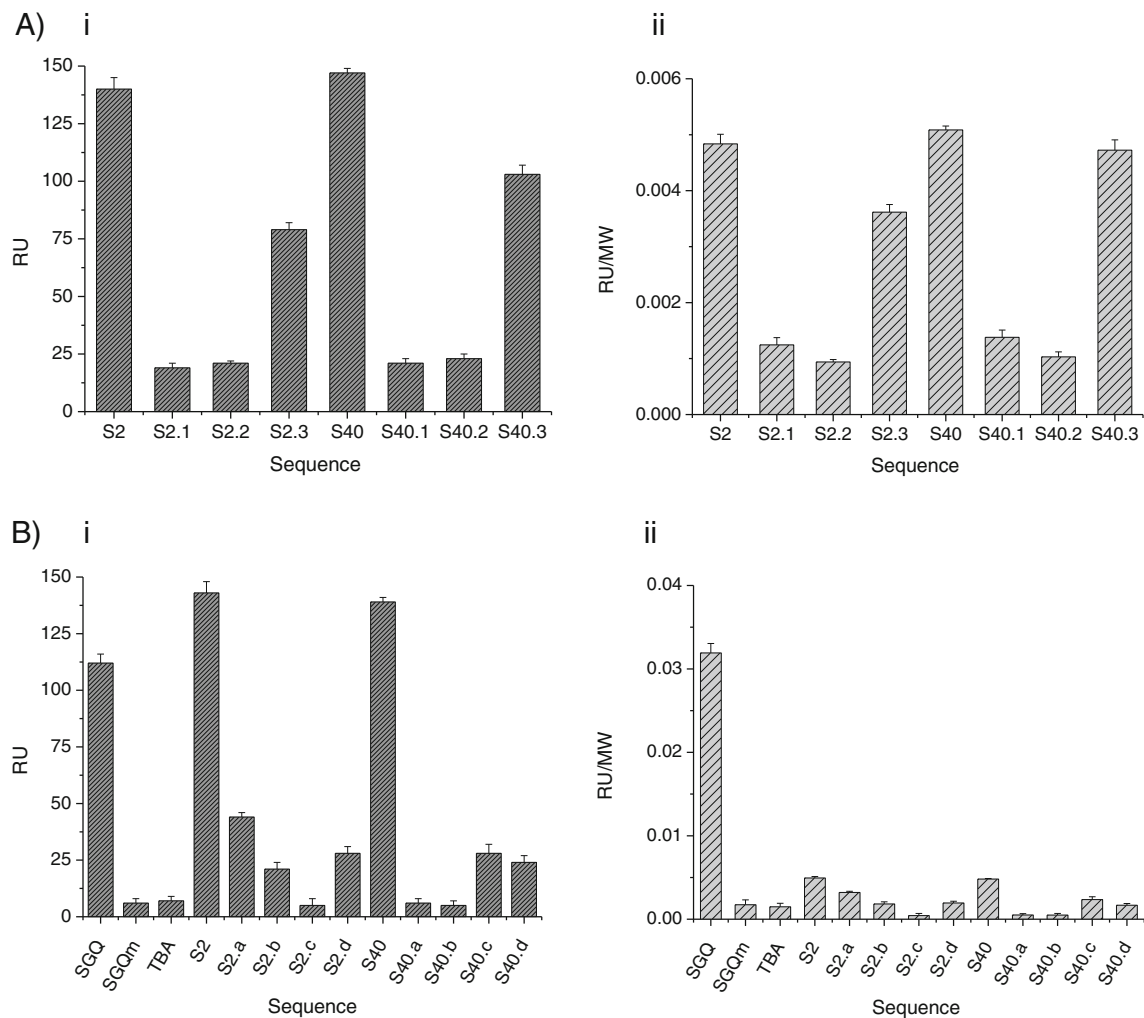 A)
i
150
125
100
75
50
25
0
RU
S2 S2.1 S2.2 S2.3 S40 S40.1 S40.2 S40.3
Sequence
ii
0.006
0.004
0.002
0.000
RU/MW
S2 S2.1 S2.2 S2.3 S40 S40.1 S40.2 S40.3
Sequence
B)
i
150
125
100
75
50
25
0
RU
SGQ SGQm TBA S2 S2.a S2.b S2.c S2.d S40 S40.a S40.b S40.c S40.d
Sequence
ii
0.04
0.03
0.02
0.01
0.00
RU/MW
SGQ SGQm TBA S2 S2.a S2.b S2.c S2.d S40 S40.a S40.b S40.c S40.d
Sequence